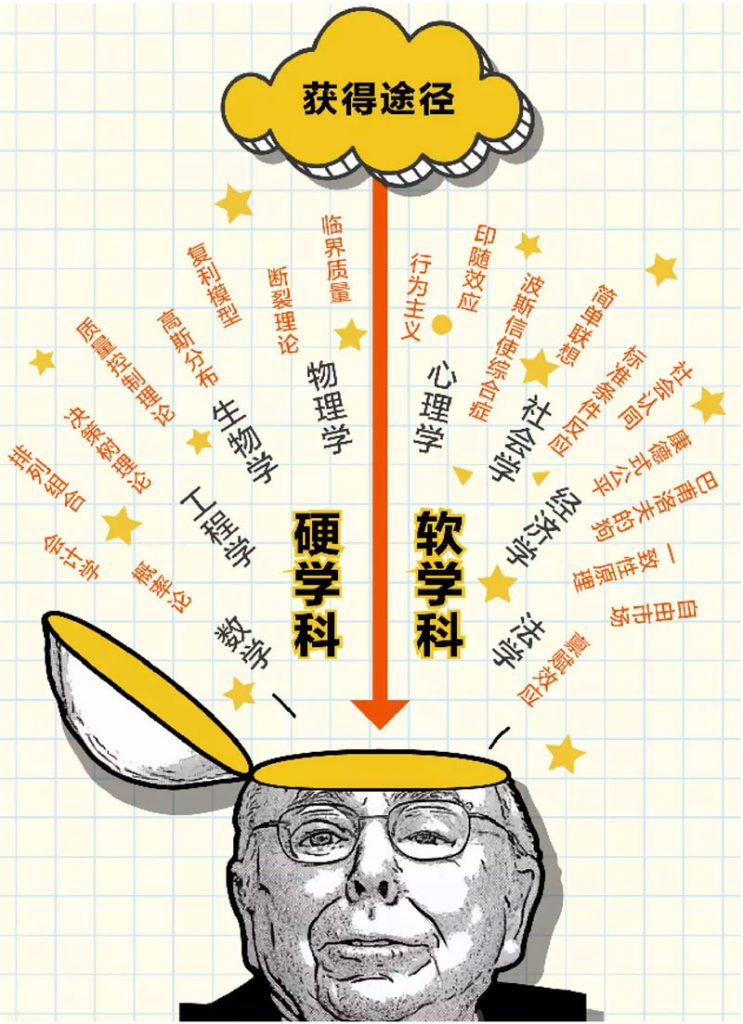 获得途径
临界质量
断裂理论
复利模型
高斯分布
质量控制理论
决策树理论
排列组合
会计学
概率论
物理学
生物学
工程学
数学
硬学科
行为主义
印随效应
波斯信使综合症
简单联想
标准条件反应
社会认同
康德式公平
巴甫洛夫的狗
一致性原理
自由市场
禀赋效应
心理学
社会学
经济学
法学
软学科